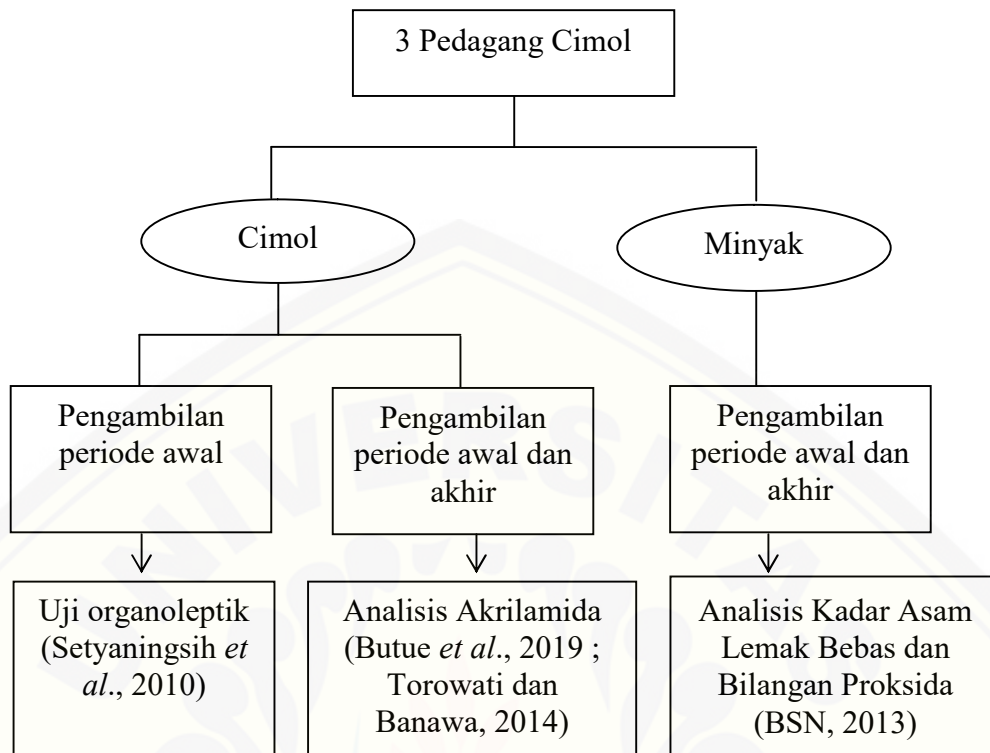 3 Pedagang Cimol
Cimol
Minyak
Pengambilan
periode awal
Pengambilan
periode awal dan
akhir
Pengambilan
periode awal dan
akhir
Uji organoleptik
(Setyaningsih et
al., 2010)
Analisis Akrilamida
(Butue et al., 2019 ;
Torowati dan
Banawa, 2014)
Analisis Kadar Asam
Lemak Bebas dan
Bilangan Proksida
(BSN, 2013)
UNIVERSITAS